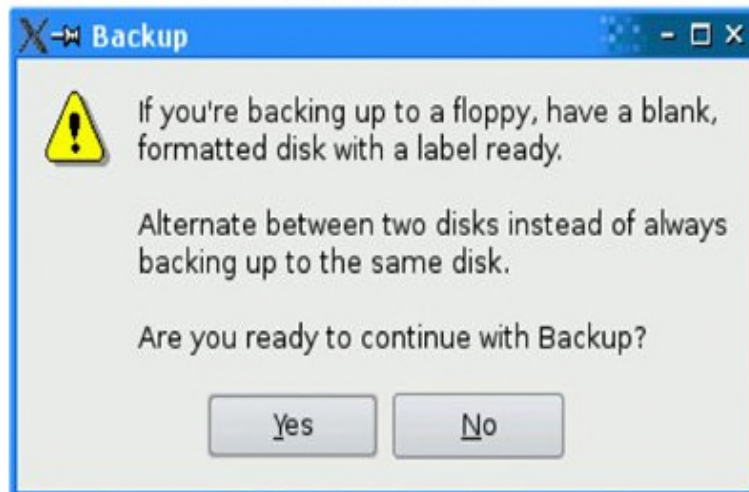 Backup
If you're backing up to a floppy, have a blank,
formatted disk with a label ready.
Alternate between two disks instead of always
backing up to the same disk.
Are you ready to continue with Backup?
Yes
No